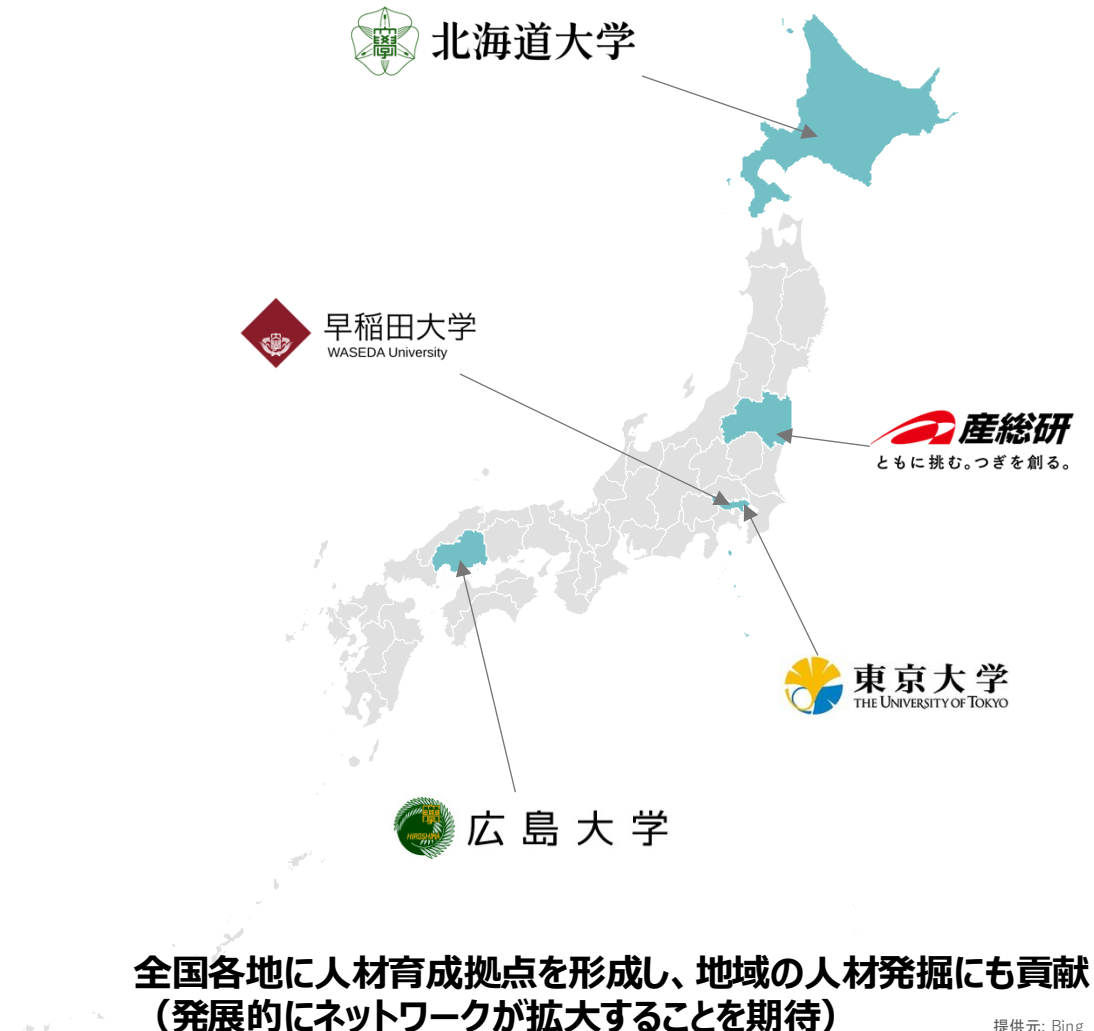 北海道大学
早稲田大学
WASEDA University
産総研
ともに挑む。つぎを創る。
東京大学
THE UNIVERSITY OF TOKYO
HIROSHIMA
広島大学
全国各地に人材育成拠点を形成し、地域の人材発掘にも貢献
（発展的にネットワークが拡大することを期待）
提供元: Bing